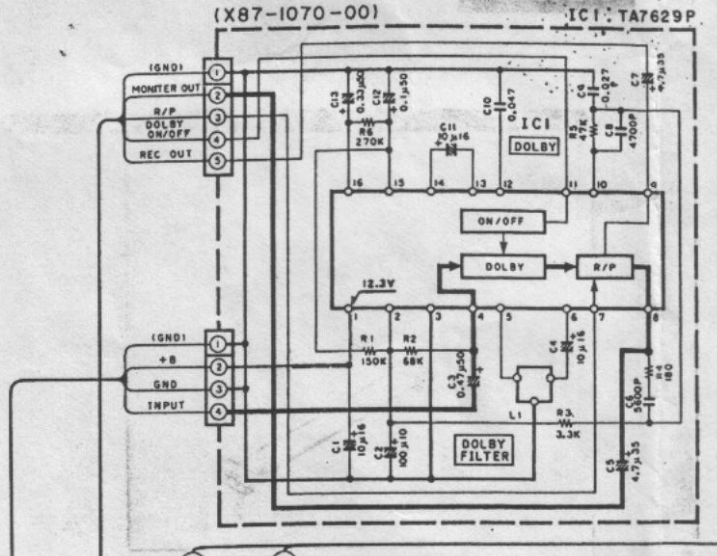 (X87-1070-00)
IC1: TA7629P
(GND)
MONITER OUT
R/P
DOLBY
ON/OFF
REC OUT
1
2
3
4
5
C13
0.33μ50
C12
0.1μ50
R6
270K
C11
10μ16
C10
0.047
IC1
DOLBY
0.027
R5
47K
C8
4700P
C7
4.7μ35
16
15
14
13
12
11
10
9
ON/OFF
DOLBY
R/P
12.3V
1
2
3
4
5
6
7
8
(GND)
+B
GND
INPUT
1
2
3
4
R1
150K
R2
68K
C3
0.47μ50
C4
10μ16
L1
R3
3.3K
R4
180
C6
5600P
C1
10μ16
C2
100μ10
DOLBY
FILTER
C5
4.7μ35